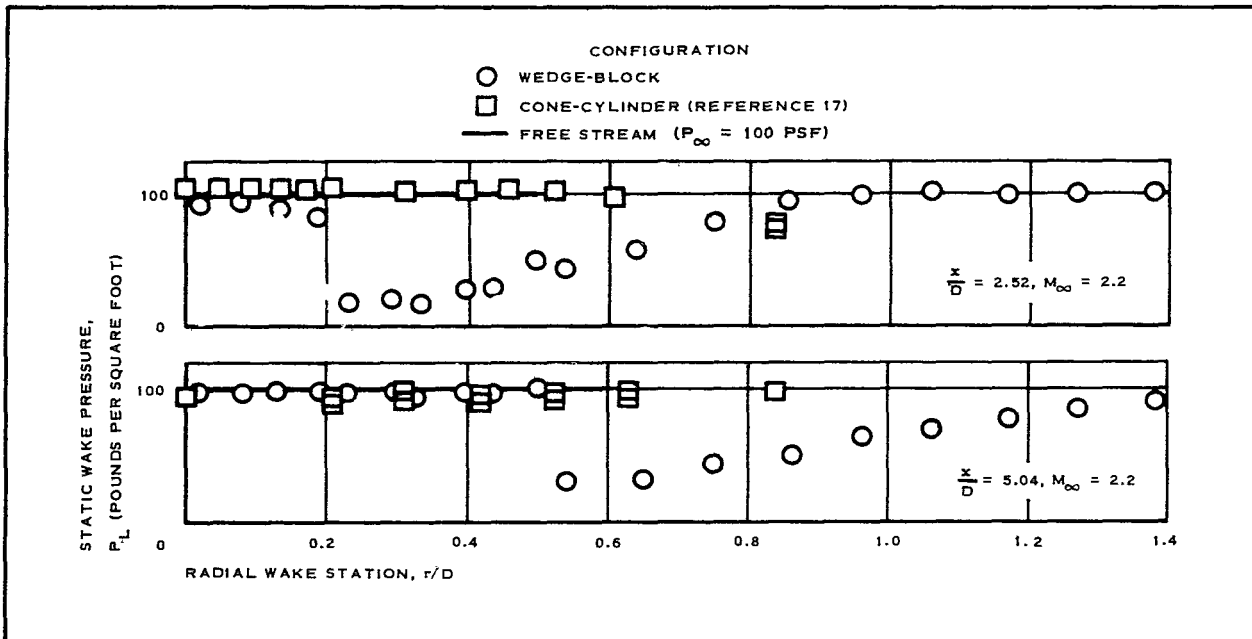 CONFIGURATION
WEDGE-BLOCK
CONE-CYLINDER (REFERENCE 17)
FREE STREAM (P∞ = 100 PSF)
100
x/D = 2.52, M∞ = 2.2
0
100
x/D = 5.04, M∞ = 2.2
STATIC WAKE PRESSURE,
PL (POUNDS PER SQUARE FOOT)
0 0.2 0.4 0.6 0.8 1.0 1.2 1.4
RADIAL WAKE STATION, r/D